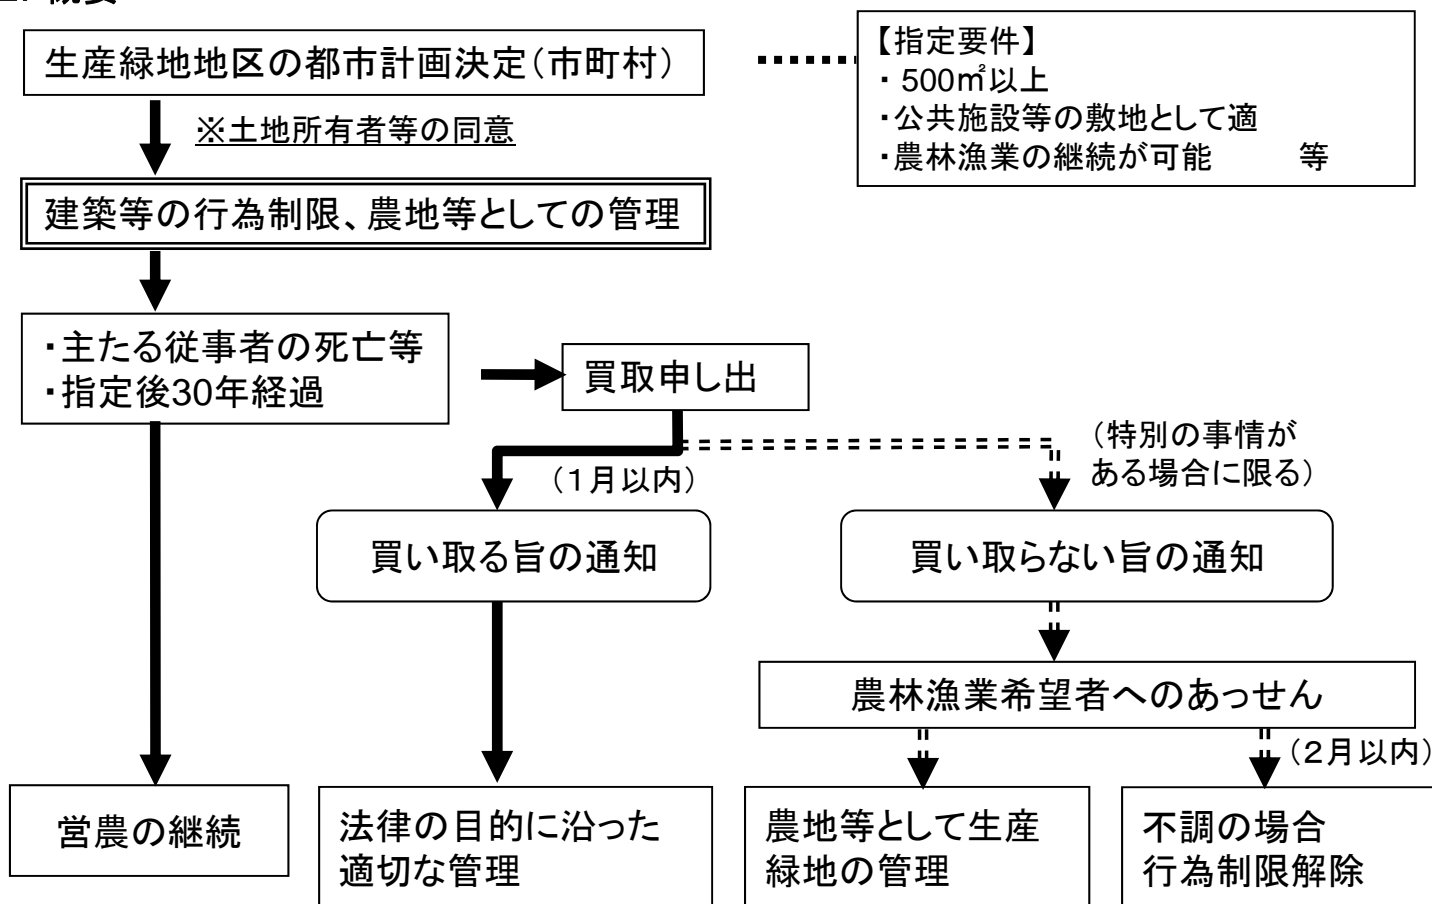 生産緑地地区の都市計画決定（市町村）
【指定要件】
・500㎡以上
・公共施設等の敷地として適
・農林漁業の継続が可能　　等
※土地所有者等の同意
建築等の行為制限、農地等としての管理
・主たる従事者の死亡等
・指定後30年経過
買取申し出
（特別の事情が
ある場合に限る）
（１月以内）
買い取る旨の通知
買い取らない旨の通知
農林漁業希望者へのあっせん
（２月以内）
営農の継続
法律の目的に沿った
適切な管理
農地等として生産
緑地の管理
不調の場合
行為制限解除